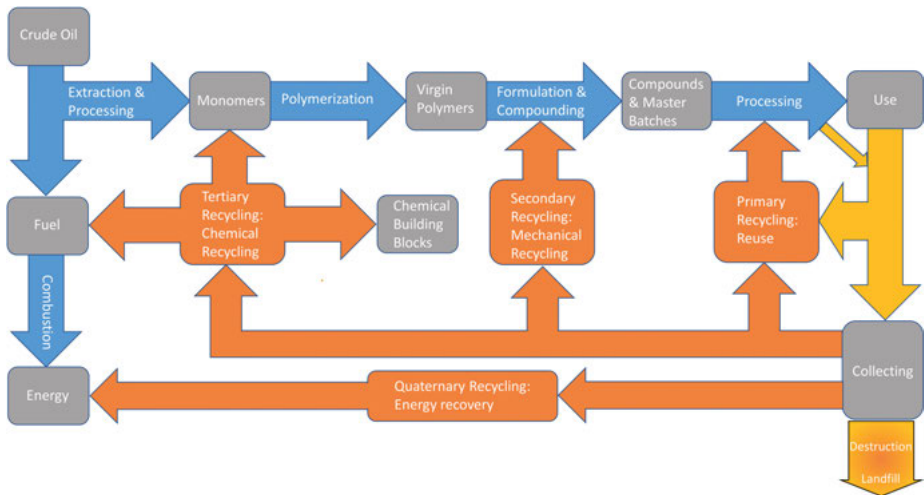 Crude Oil
Extraction &
Processing
Monomers
Polymerization
Virgin
Polymers
Formulation &
Compounding
Compounds
& Master
Batches
Processing
Use
Fuel
Tertiary
Recycling:
Chemical
Recycling
Chemical
Building
Blocks
Secondary
Recycling:
Mechanical
Recycling
Primary
Recycling:
Reuse
Combustion
Energy
Quaternary Recycling:
Energy recovery
Collecting
Destruction
Landfill